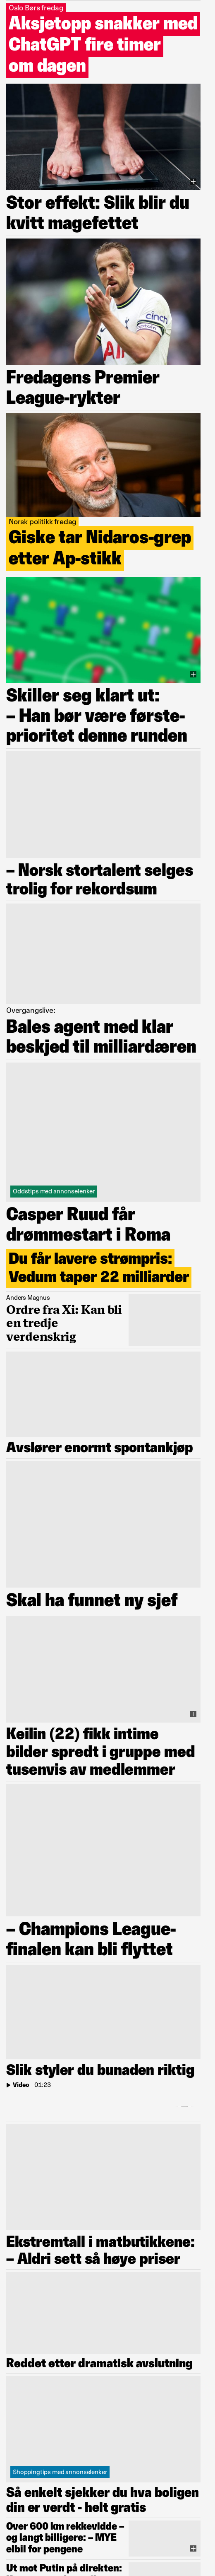 Oslo Børs fredag
Aksjetopp snakker med
ChatGPT fire timer
om dagen
Stor effekt: Slik blir du
kvitt magefettet
cinch
Fredagens Premier
League-rykter
Norsk politikk fredag
Giske tar Nidaros-grep
etter Ap-stikk
Skiller seg klart ut:
– Han bør være første-
prioritet denne runden
– Norsk stortalent selges
trolig for rekordsum
Overgangslive:
Bales agent med klar
beskjed til milliardæren
Oddstips med annonselenker
Casper Ruud får
drømmestart i Roma
Du får lavere strømpris:
Vedum taper 22 milliarder
Anders Magnus
Ordre fra Xi: Kan bli
en tredje
verdenskrig
Avslører enormt spontankjøp
Skal ha funnet ny sjef
Keilin (22) fikk intime
bilder spredt i gruppe med
tusenvis av medlemmer
– Champions League-
finalen kan bli flyttet
Slik styler du bunaden riktig
Video 01:23
Ekstremtall i matbutikkene:
– Aldri sett så høye priser
Reddet etter dramatisk avslutning
Shoppingtips med annonselenker
Så enkelt sjekker du hva boligen
din er verdt - helt gratis
Over 600 km rekkevidde –
og langt billigere: – MYE
elbil for pengene
Ut mot Putin på direkten: